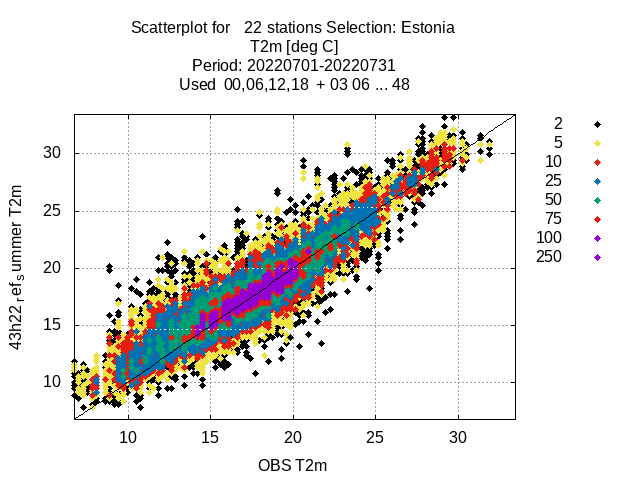 Scatterplot for 22 stations Selection: Estonia
T2m [deg C]
Period: 20220701-20220731
Used 00,06,12,18 + 03 06 ... 48
2
5
10
25
50
75
100
250
30
25
20
15
10
43h22_ref_summer T2m
10 15 20 25 30
OBS T2m